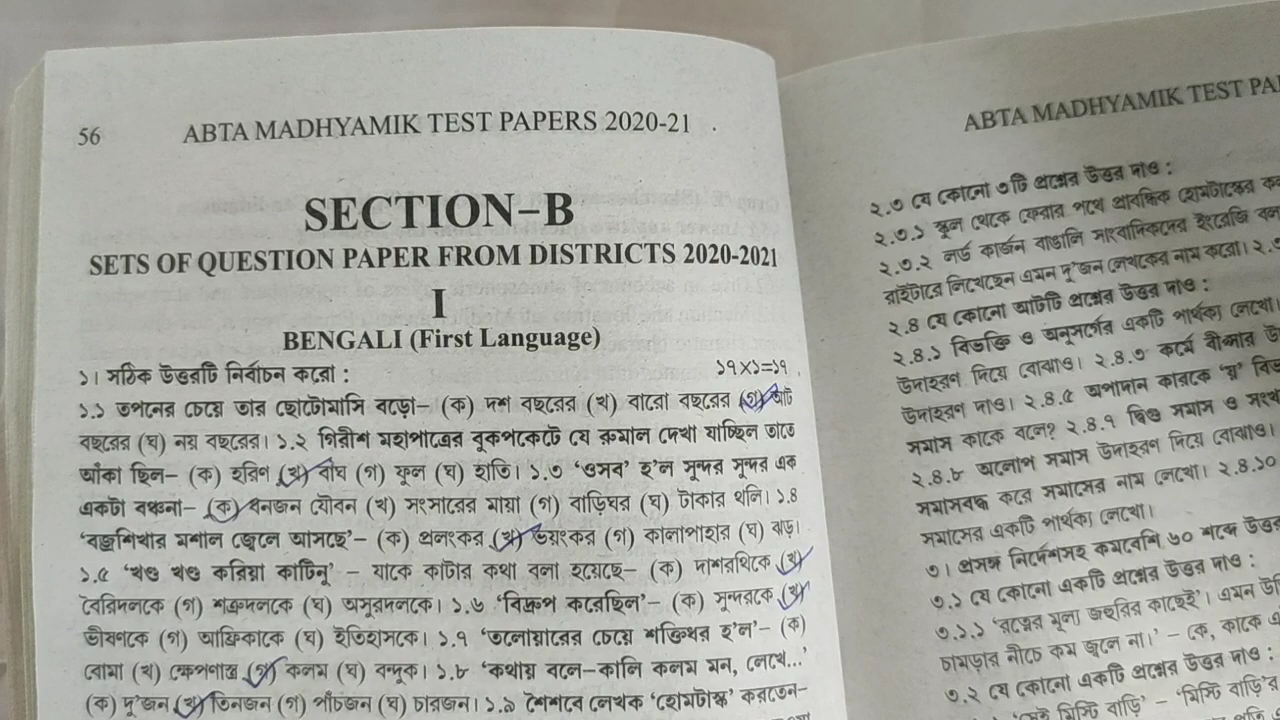 56
ABTA MADHYAMIK TEST PAPERS 2020-21
SECTION-B
SETS OF QUESTION PAPER FROM DISTRICTS 2020-2021
I
BENGALI (First Language)
১। সঠিক উত্তরটি নির্বাচন করো : ১৭×১=১৭
১.১ তপনের চেয়ে তার ছোটোমাসি বড়ো– (ক) দশ বছরের (খ) বারো বছরের (গ) আট
বছরের (ঘ) নয় বছরের। ১.২ গিরীশ মহাপাত্রের বুকপকেটে যে রুমাল দেখা যাচ্ছিল তাতে
আঁকা ছিল– (ক) হরিণ (খ) বাঘ (গ) ফুল (ঘ) হাতি। ১.৩ ‘ওসব’ হ'ল সুন্দর সুন্দর এক
একটা বঞ্চনা– (ক) ধনজন যৌবন (খ) সংসারের মায়া (গ) বাড়িঘর (ঘ) টাকার থলি। ১.৪
‘বজ্রশিখার মশাল জ্বেলে আসছে’– (ক) প্রলংকর (খ) ভয়ংকর (গ) কালাপাহার (ঘ) ঝড়।
১.৫ ‘খণ্ড খণ্ড করিয়া কাটিনু’ – যাকে কাটার কথা বলা হয়েছে– (ক) দাশরথিকে (খ)
বৈরিদলকে (গ) শত্রুদলকে (ঘ) অসুরদলকে। ১.৬ ‘বিদ্রুপ করেছিল’– (ক) সুন্দরকে (খ)
ভীষণকে (গ) আফ্রিকাকে (ঘ) ইতিহাসকে। ১.৭ ‘তলোয়ারের চেয়ে শক্তিধর হ'ল’– (ক)
বোমা (খ) ক্ষেপণাস্ত্র (গ) কলম (ঘ) বন্দুক। ১.৮ ‘কথায় বলে–কালি কলম মন, লেখে...’
(ক) দু'জন (খ) তিনজন (গ) পাঁচজন (ঘ) চারজন। ১.৯ শৈশবে লেখক ‘হোমটাস্ক’ করতেন–
ABTA MADHYAMIK TEST
২.৩ যে কোনো ৩টি প্রশ্নের উত্তর দাও :
২.৩.১ স্কুল থেকে ফেরার পথে প্রাথমিক হোমটাস্কের
২.৩.২ লর্ড কার্জন বাঙালি সাংবাদিকদের ইংরেজি
রাইটারে লিখেছেন এমন দু'জন লেখকের নাম করো।
২.৪ যে কোনো আটটি প্রশ্নের উত্তর দাও :
২.৪.১ বিভক্তি ও অনুসর্গের একটি পার্থক্য লেখো।
উদাহরণ দিয়ে বোঝাও। ২.৪.৩ কর্মে বীপ্সার
উদাহরণ দাও। ২.৪.৫ অপাদান কারকে ‘য়’
সমাস কাকে বলে? ২.৪.৭ দ্বিগু সমাস ও
২.৪.৮ অলোপ সমাস উদাহরণ দিয়ে বোঝাও।
সমাসবদ্ধ করে সমাসের নাম লেখো। ২.৪.১০
সমাসের একটি পার্থক্য লেখো।
৩। প্রসঙ্গ নির্দেশসহ কমবেশি ৬০ শব্দে
৩.১ যে কোনো একটি প্রশ্নের উত্তর দাও :
৩.১.১ ‘রত্নের মূল্য জহুরির কাছেই’। এমন
চামড়ার নীচে কম জ্বলে না।’ – কে, কাকে
৩.২ যে কোনো একটি প্রশ্নের উত্তর দাও :
মিস্টি বাড়ি’ –